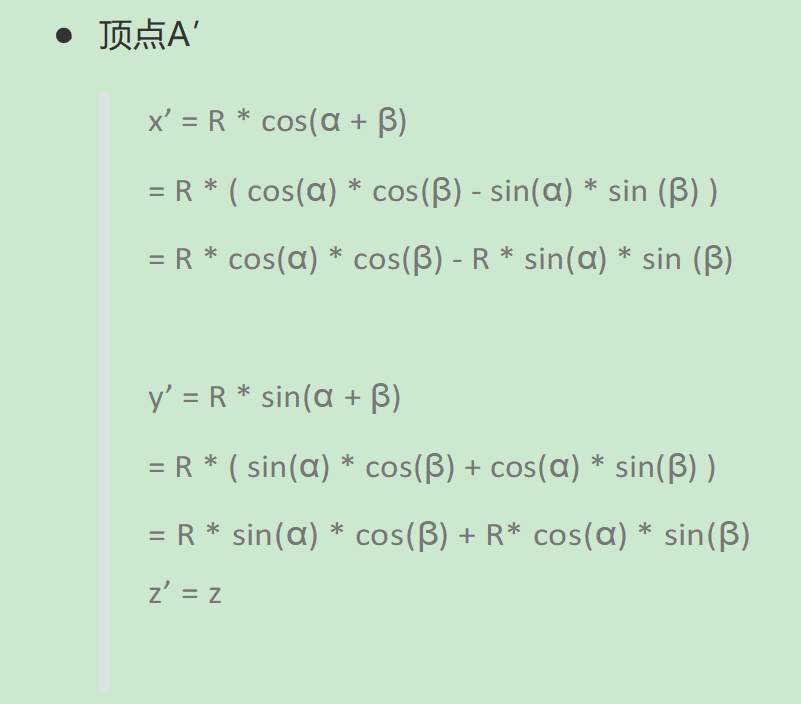 顶点A′
x’ = R * cos(α + β)
= R * ( cos(α) * cos(β) - sin(α) * sin (β) )
= R * cos(α) * cos(β) - R * sin(α) * sin (β)
y’ = R * sin(α + β)
= R * ( sin(α) * cos(β) + cos(α) * sin(β) )
= R * sin(α) * cos(β) + R* cos(α) * sin(β)
z’ = z